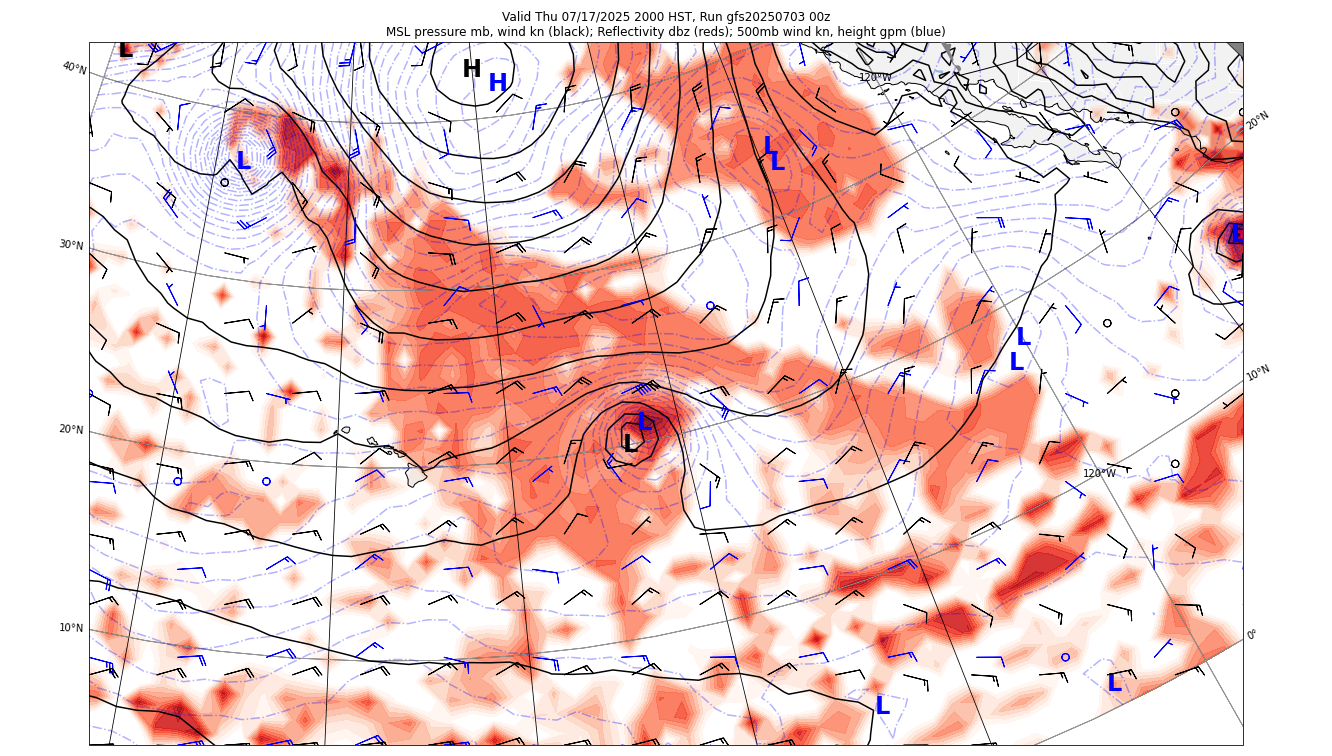 Valid Thu 07/17/2025 2000 HST, Run gfs20250703 00z
MSL pressure mb, wind kn (black); Reflectivity dbz (reds); 500mb wind kn, height gpm (blue)
L
H
H
40°N
120°W
20°N
L
L
L
30°N
L
L
L
10°N
20°N
L
L
120°W
10°N
0°
L
L